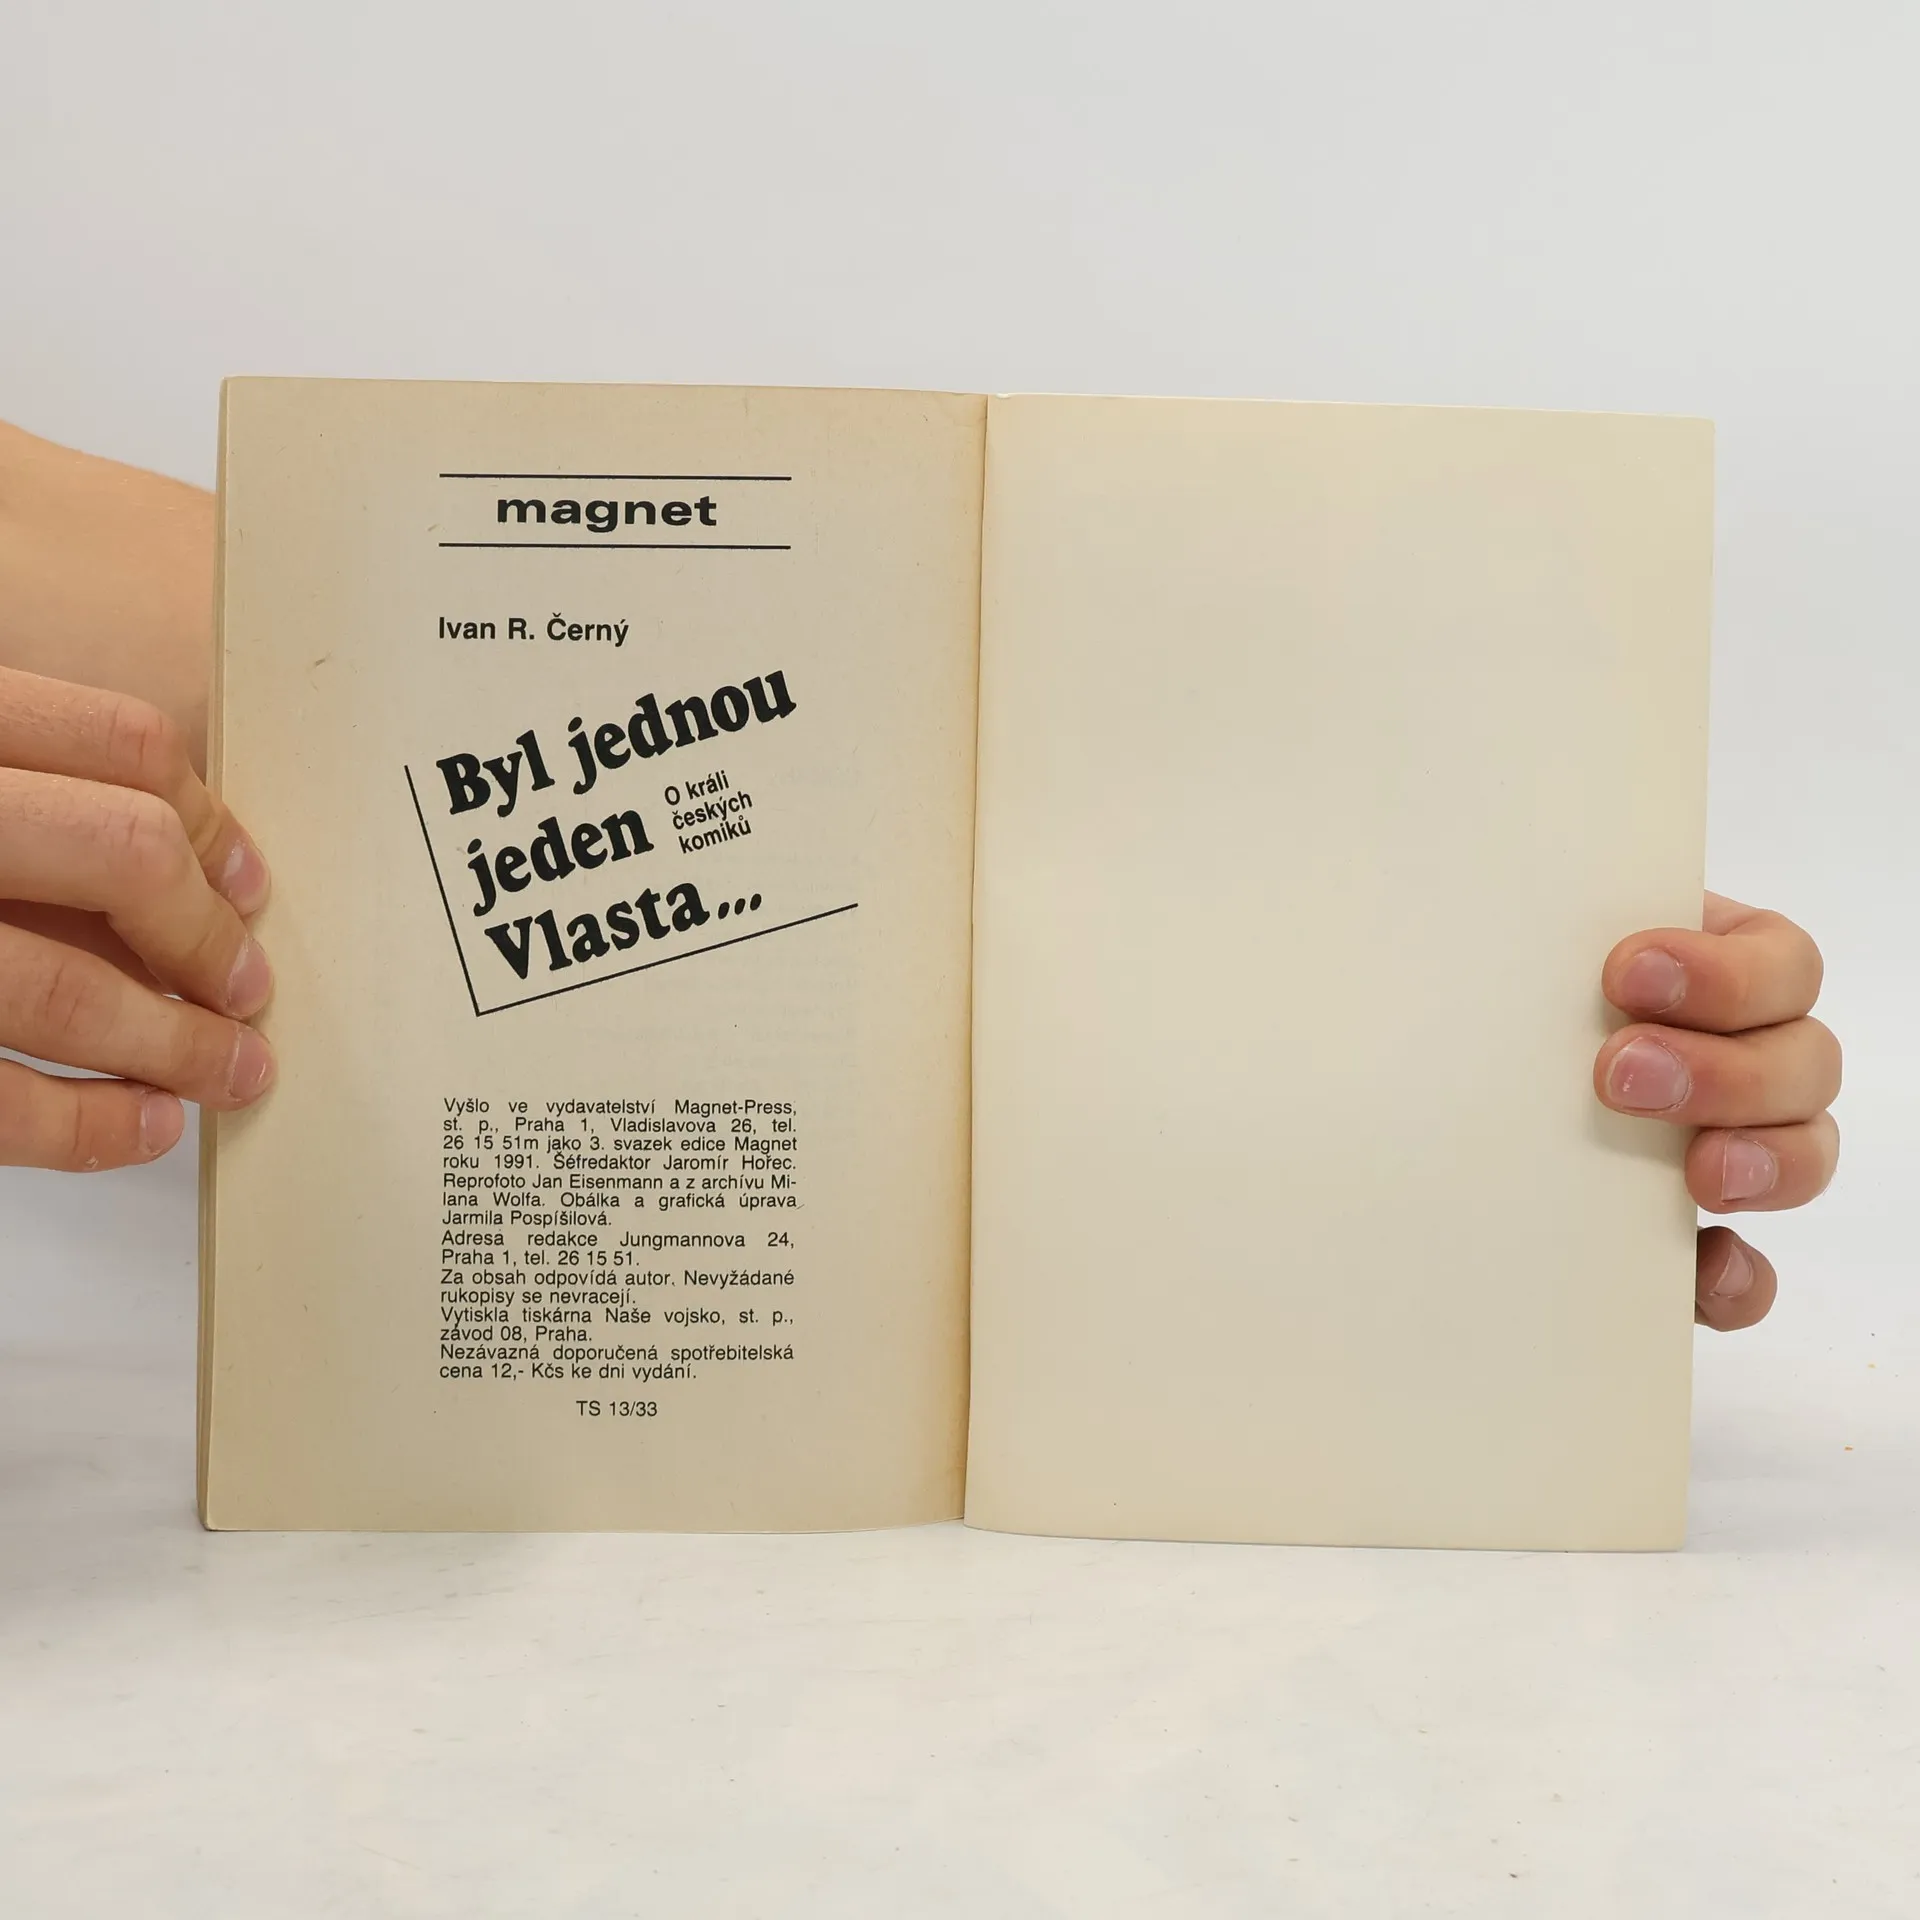 magnet
Ivan R. Černý
Byl jednou
jeden
O králi
českých
komiků
Vlasta...
Vyšlo ve vydavatelství Magnet-Press,
st. p., Praha 1, Vladislavova 26, tel.
26 15 51m jako 3. svazek edice Magnet
roku 1991. Šéfredaktor Jaromír Hořec.
Reprofoto Jan Eisenmann a z archívu Mi-
lana Wolfa. Obálka a grafická úprava
Jarmila Pospíšilová.
Adresa redakce Jungmannova 24,
Praha 1, tel. 26 15 51.
Za obsah odpovídá autor. Nevyžádané
rukopisy se nevracejí.
Vytiskla tiskárna Naše vojsko, st. p.,
závod 08, Praha.
Nezávazná doporučená spotřebitelská
cena 12,- Kčs ke dni vydání.
TS 13/33